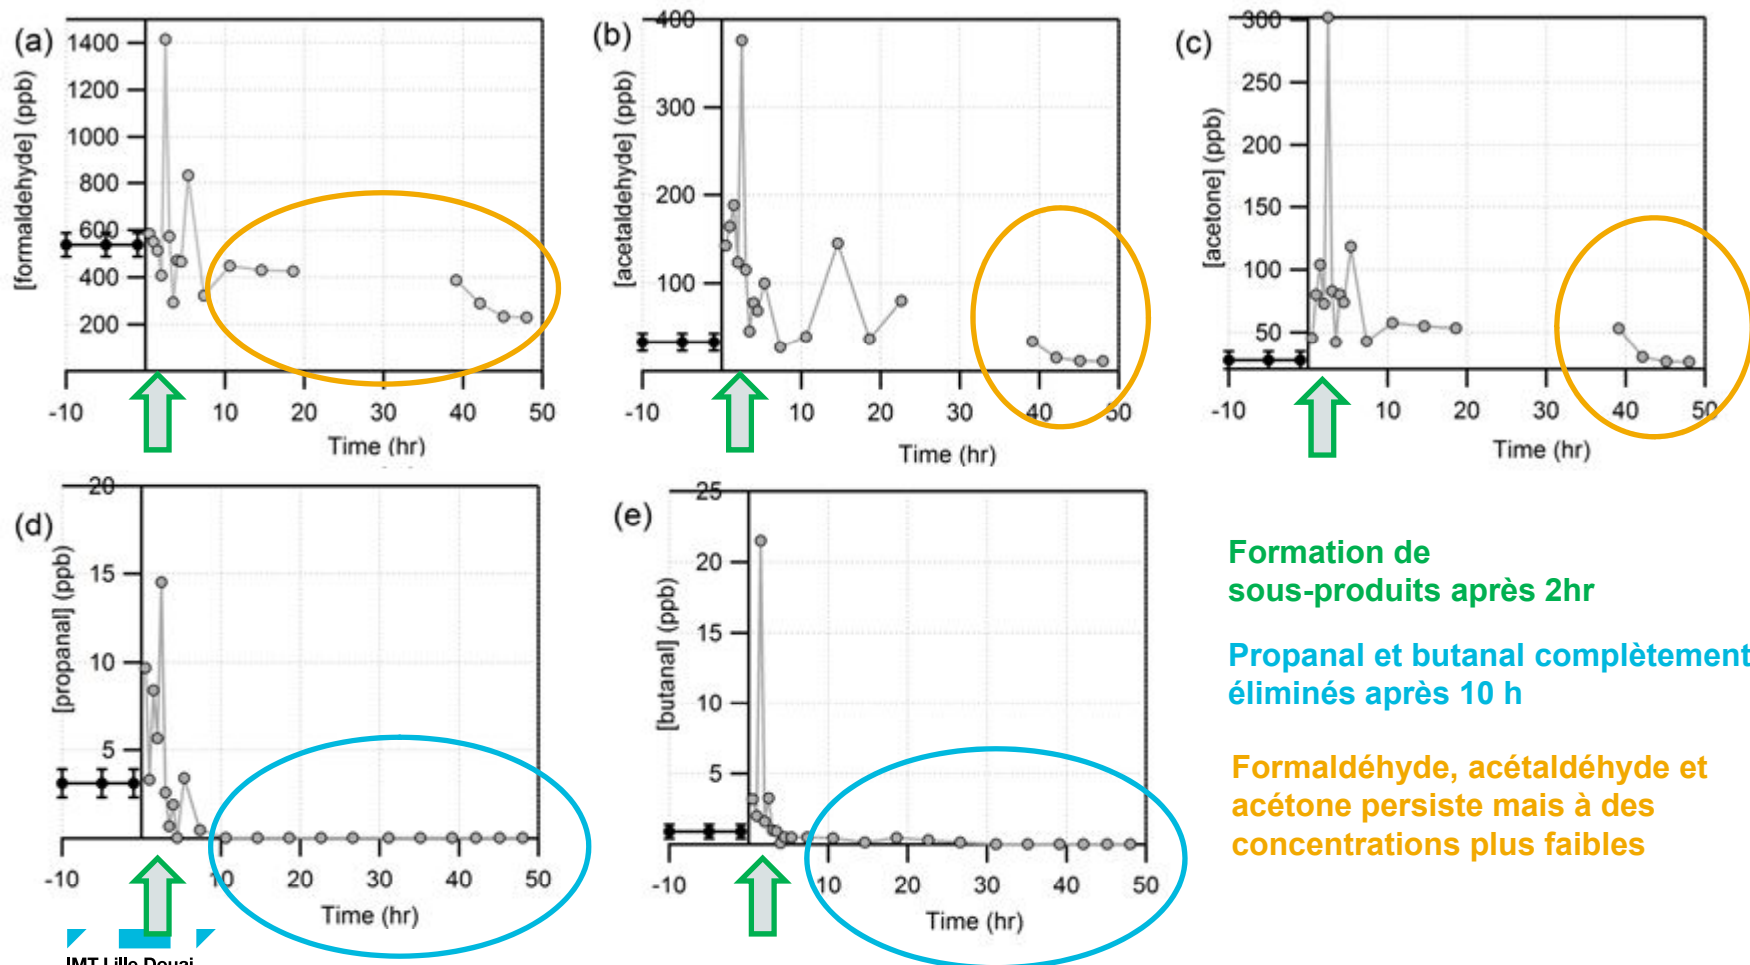 (a)
[formaldehyde] (ppb)
1400
1200
1000
800
600
400
200
-10
10
20
30
40
50
Time (hr)
(b)
[acetaldehyde] (ppb)
400
300
200
100
-10
10
20
30
40
50
Time (hr)
(c)
[acetone] (ppb)
300
250
200
150
100
50
-10
10
20
30
40
50
Time (hr)
(d)
[propanal] (ppb)
20
15
10
5
-10
10
20
30
40
50
Time (hr)
(e)
[butanal] (ppb)
25
20
15
10
5
-10
10
20
30
40
50
Time (hr)
Formation de
sous-produits après 2hr
Propanal et butanal complètement
éliminés après 10 h
Formaldéhyde, acétaldéhyde et
acétone persiste mais à des
concentrations plus faibles
IMT Lille Douai